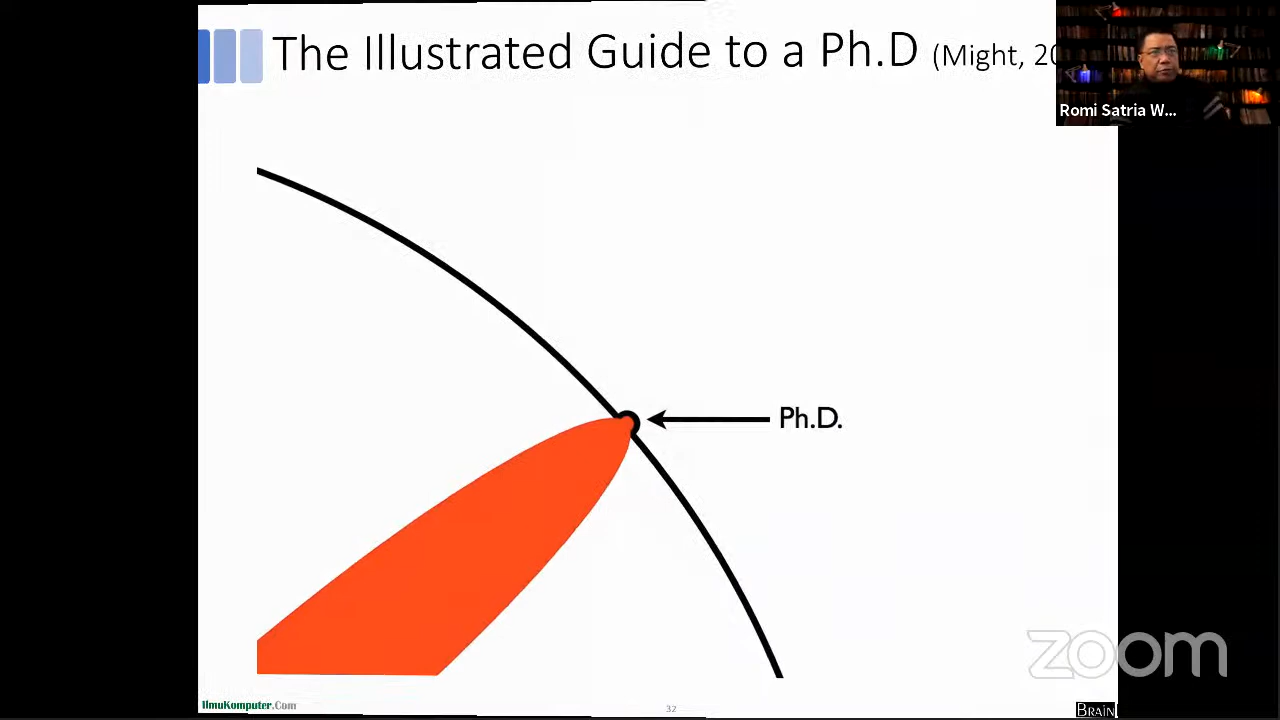 The Illustrated Guide to a Ph.D (Might, 20
Romi Satria W...
Ph.D.
zoom
IlmuKomputer.Com
32
BRAIN